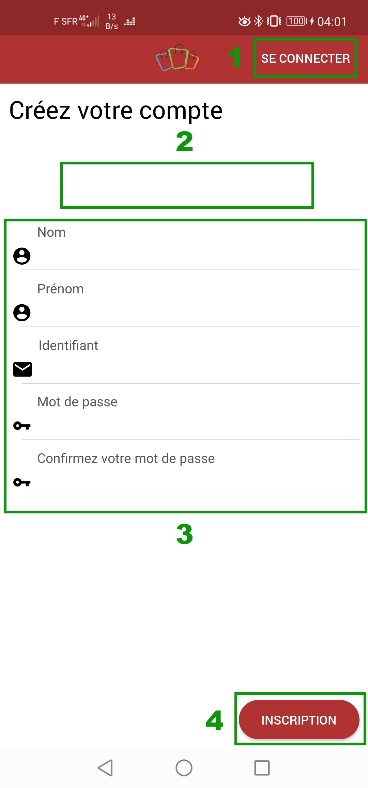 F SFR 4G+ 13 B/s 100 04:01
1 SE CONNECTER
Créez votre compte
2
Nom
Prénom
Identifiant
Mot de passe
Confirmez votre mot de passe
3
4 INSCRIPTION